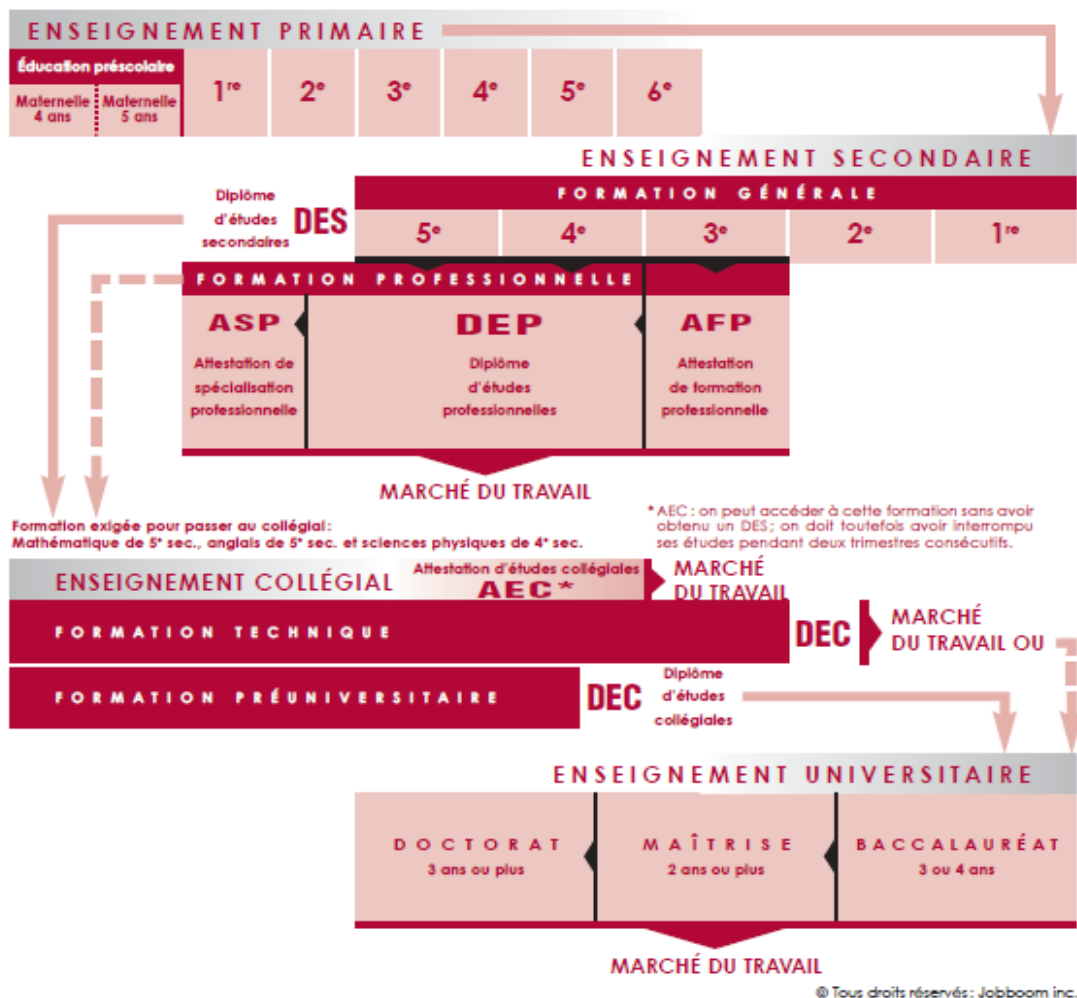 ENSEIGNEMENT PRIMAIRE
Éducation préscolaire
Maternelle 4 ans
Maternelle 5 ans
1re 2e 3e 4e 5e 6e
ENSEIGNEMENT SECONDAIRE
FORMATION GÉNÉRALE
Diplôme
d'études
secondaires
DES
5e 4e 3e 2e 1re
FORMATION PROFESSIONNELLE
ASP
Attestation de
spécialisation
professionnelle
DEP
Diplôme
d'études
professionnelles
AFP
Attestation
de formation
professionnelle
MARCHÉ DU TRAVAIL
Formation exigée pour passer au collégial :
Mathématique de 5e sec., anglais de 5e sec. et sciences physiques de 4e sec.
* AEC : on peut accéder à cette formation sans avoir
obtenu un DES ; on doit toutefois avoir interrompu
ses études pendant deux trimestres consécutifs.
ENSEIGNEMENT COLLÉGIAL
Attestation d'études collégiales
AEC*
MARCHÉ
DU TRAVAIL
FORMATION TECHNIQUE
DEC
MARCHÉ
DU TRAVAIL OU
FORMATION PRÉUNIVERSITAIRE
DEC
Diplôme
d'études
collégiales
ENSEIGNEMENT UNIVERSITAIRE
DOCTORAT
3 ans ou plus
MAÎTRISE
2 ans ou plus
BACCALAURÉAT
3 ou 4 ans
MARCHÉ DU TRAVAIL
© Tous droits réservés : Jobboom inc.